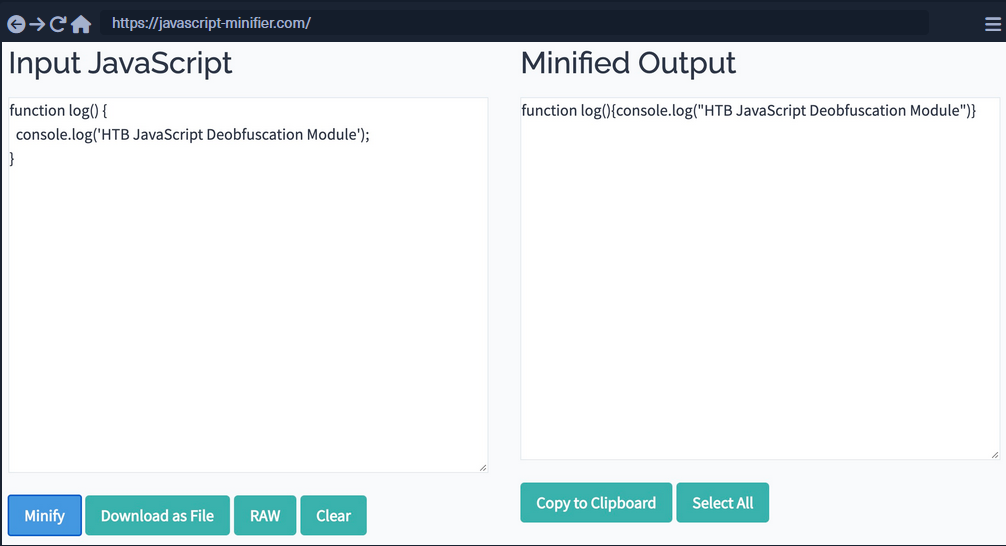 https://javascript-minifier.com/
Input JavaScript
function log() {
  console.log('HTB JavaScript Deobfuscation Module');
}
Minify
Download as File
RAW
Clear
Minified Output
function log(){console.log("HTB JavaScript Deobfuscation Module")}
Copy to Clipboard
Select All